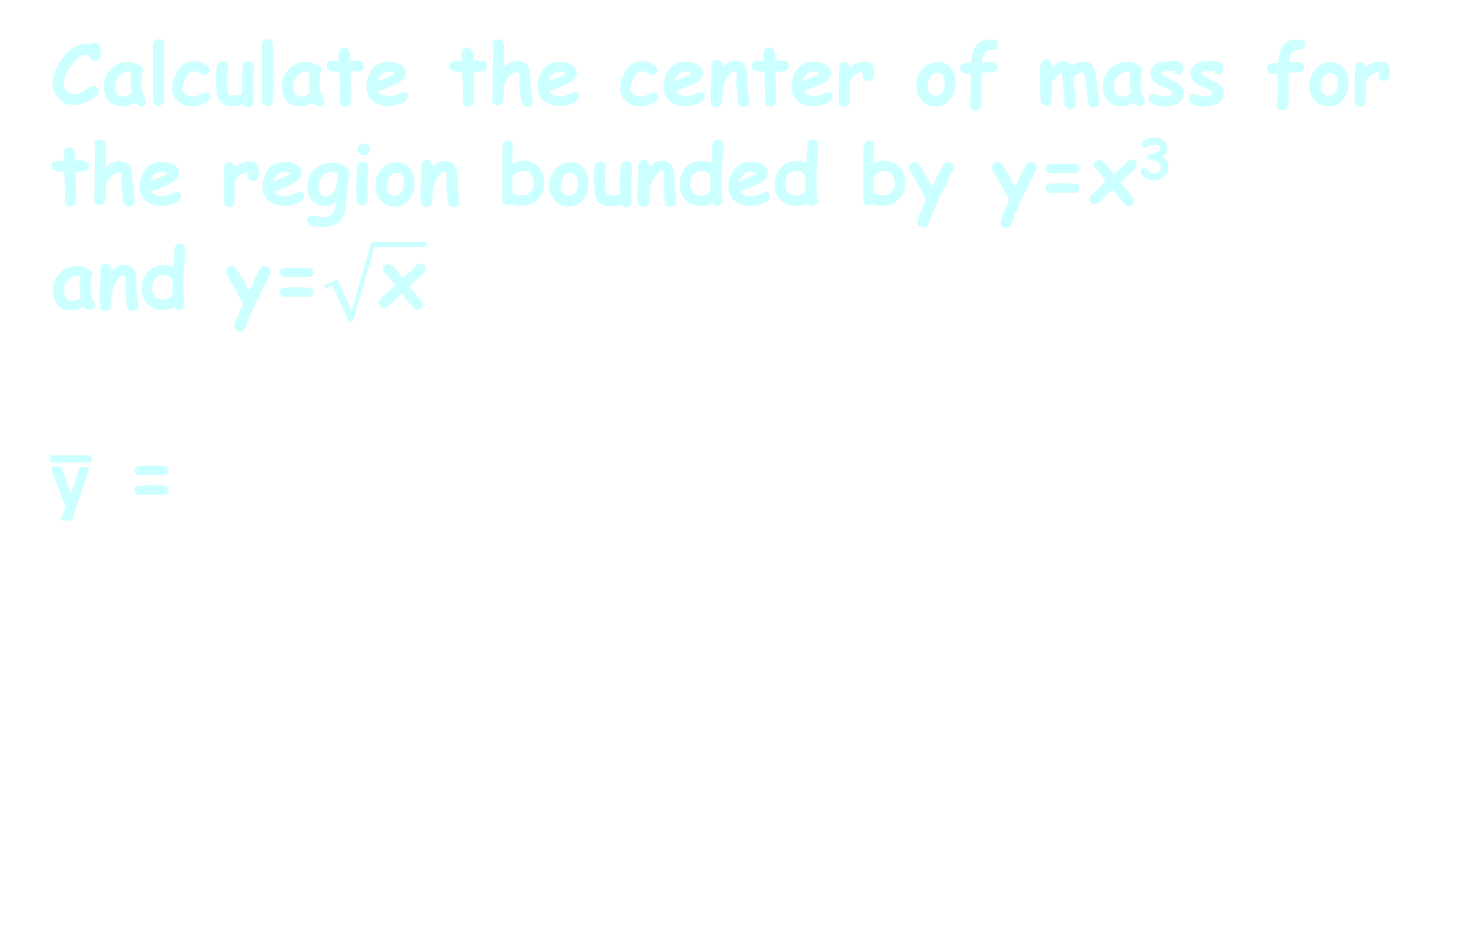 Calculate the center of mass for
the region bounded by y=x³
and y=√x
y̅ =